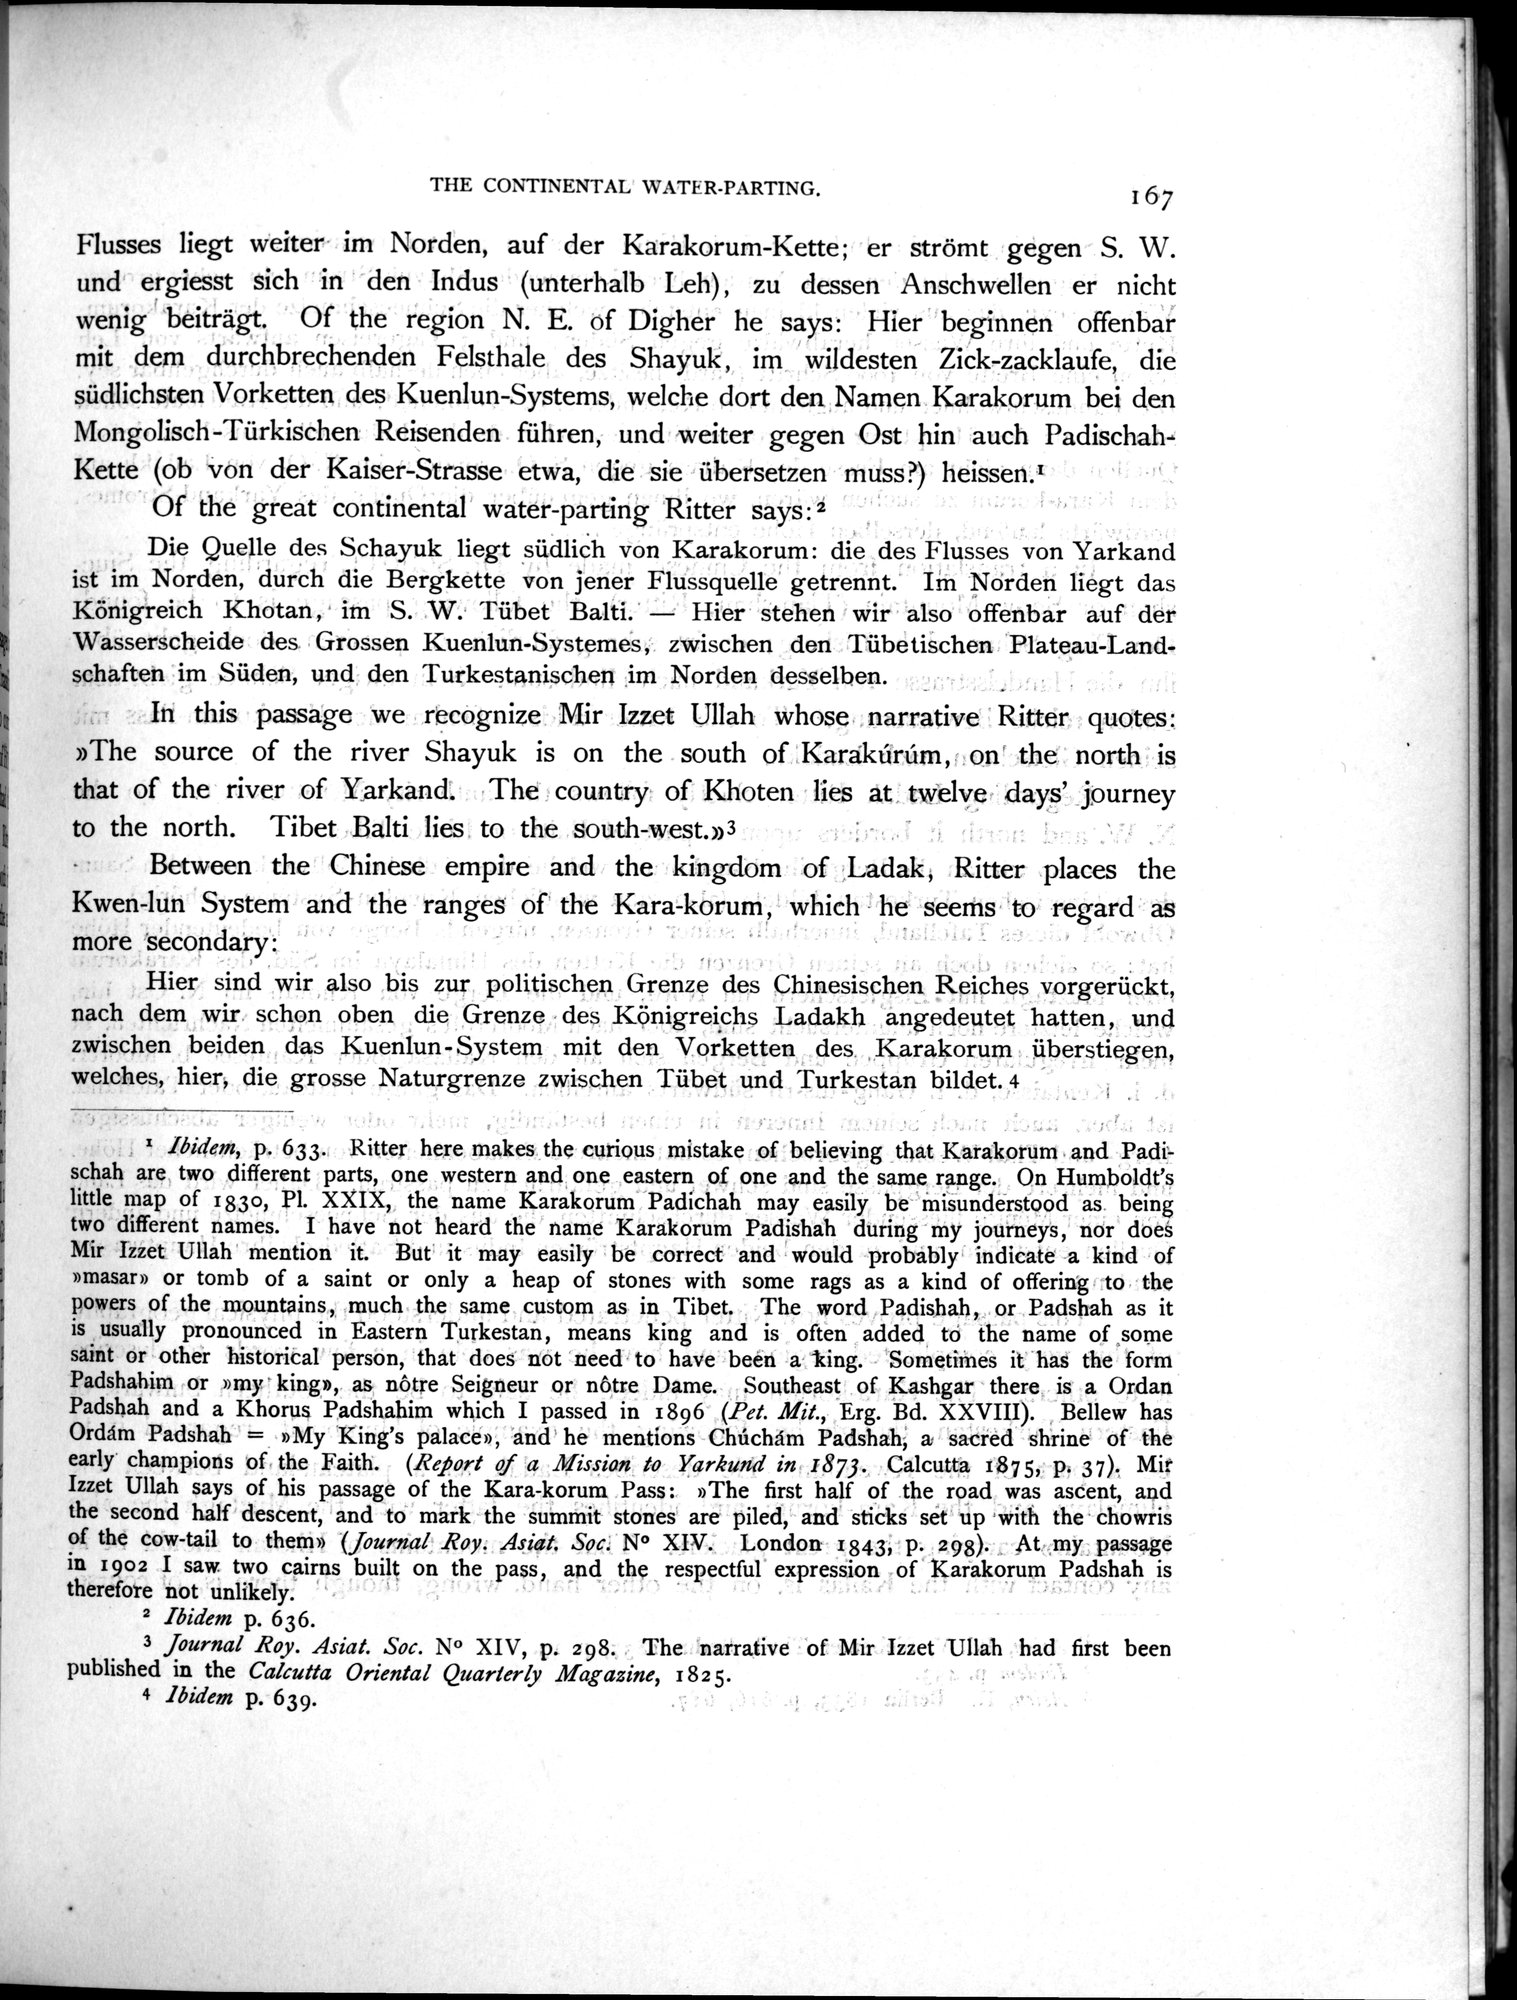 THE CONTINENTAL WATER-PARTING.
167
Flusses liegt weiter im Norden, auf der Karakorum-Kette; er strömt gegen S. W.
und ergiesst sich in den Indus (unterhalb Leh), zu dessen Anschwellen er nicht
wenig beiträgt. Of the region N. E. of Digher he says: Hier beginnen offenbar
mit dem durchbrechenden Felsthale des Shayuk, im wildesten Zick-zacklaufe, die
südlichsten Vorketten des Kuenlun-Systems, welche dort den Namen Karakorum bei den
Mongolisch-Türkischen Reisenden führen, und weiter gegen Ost hin auch Padischah-
Kette (ob von der Kaiser-Strasse etwa, die sie übersetzen muss?) heissen.¹
Of the great continental water-parting Ritter says:²
Die Quelle des Schayuk liegt südlich von Karakorum: die des Flusses von Yarkand
ist im Norden, durch die Bergkette von jener Flussquelle getrennt. Im Norden liegt das
Königreich Khotan, im S. W. Tübet Balti. — Hier stehen wir also offenbar auf der
Wasserscheide des Grossen Kuenlun-Systemes, zwischen den Tübetischen Plateau-Land-
schaften im Süden, und den Turkestanischen im Norden desselben.
In this passage we recognize Mir Izzet Ullah whose narrative Ritter quotes:
»The source of the river Shayuk is on the south of Karakúrúm, on the north is
that of the river of Yarkand. The country of Khoten lies at twelve days' journey
to the north. Tibet Balti lies to the south-west.»³
Between the Chinese empire and the kingdom of Ladak, Ritter places the
Kwen-lun System and the ranges of the Kara-korum, which he seems to regard as
more secondary:
Hier sind wir also bis zur politischen Grenze des Chinesischen Reiches vorgerückt,
nach dem wir schon oben die Grenze des Königreichs Ladakh angedeutet hatten, und
zwischen beiden das Kuenlun-System mit den Vorketten des Karakorum überstiegen,
welches, hier, die grosse Naturgrenze zwischen Tübet und Turkestan bildet.⁴
¹ Ibidem, p. 633. Ritter here makes the curious mistake of believing that Karakorum and Padi-
schah are two different parts, one western and one eastern of one and the same range. On Humboldt's
little map of 1830, Pl. XXIX, the name Karakorum Padichah may easily be misunderstood as being
two different names. I have not heard the name Karakorum Padishah during my journeys, nor does
Mir Izzet Ullah mention it. But it may easily be correct and would probably indicate a kind of
»masar» or tomb of a saint or only a heap of stones with some rags as a kind of offering to the
powers of the mountains, much the same custom as in Tibet. The word Padishah, or Padshah as it
is usually pronounced in Eastern Turkestan, means king and is often added to the name of some
saint or other historical person, that does not need to have been a king. Sometimes it has the form
Padshahim or »my king», as nôtre Seigneur or nôtre Dame. Southeast of Kashgar there is a Ordan
Padshah and a Khorus Padshahim which I passed in 1896 (Pet. Mit., Erg. Bd. XXVIII). Bellew has
Ordám Padshah = »My King's palace», and he mentions Chúchám Padshah, a sacred shrine of the
early champions of the Faith. (Report of a Mission to Yarkund in 1873. Calcutta 1875, p. 37). Mir
Izzet Ullah says of his passage of the Kara-korum Pass: »The first half of the road was ascent, and
the second half descent, and to mark the summit stones are piled, and sticks set up with the chowris
of the cow-tail to them» (Journal Roy. Asiat. Soc. Nº XIV. London 1843, p. 298). At my passage
in 1902 I saw two cairns built on the pass, and the respectful expression of Karakorum Padshah is
therefore not unlikely.
² Ibidem p. 636.
³ Journal Roy. Asiat. Soc. Nº XIV, p. 298. The narrative of Mir Izzet Ullah had first been
published in the Calcutta Oriental Quarterly Magazine, 1825.
⁴ Ibidem p. 639.